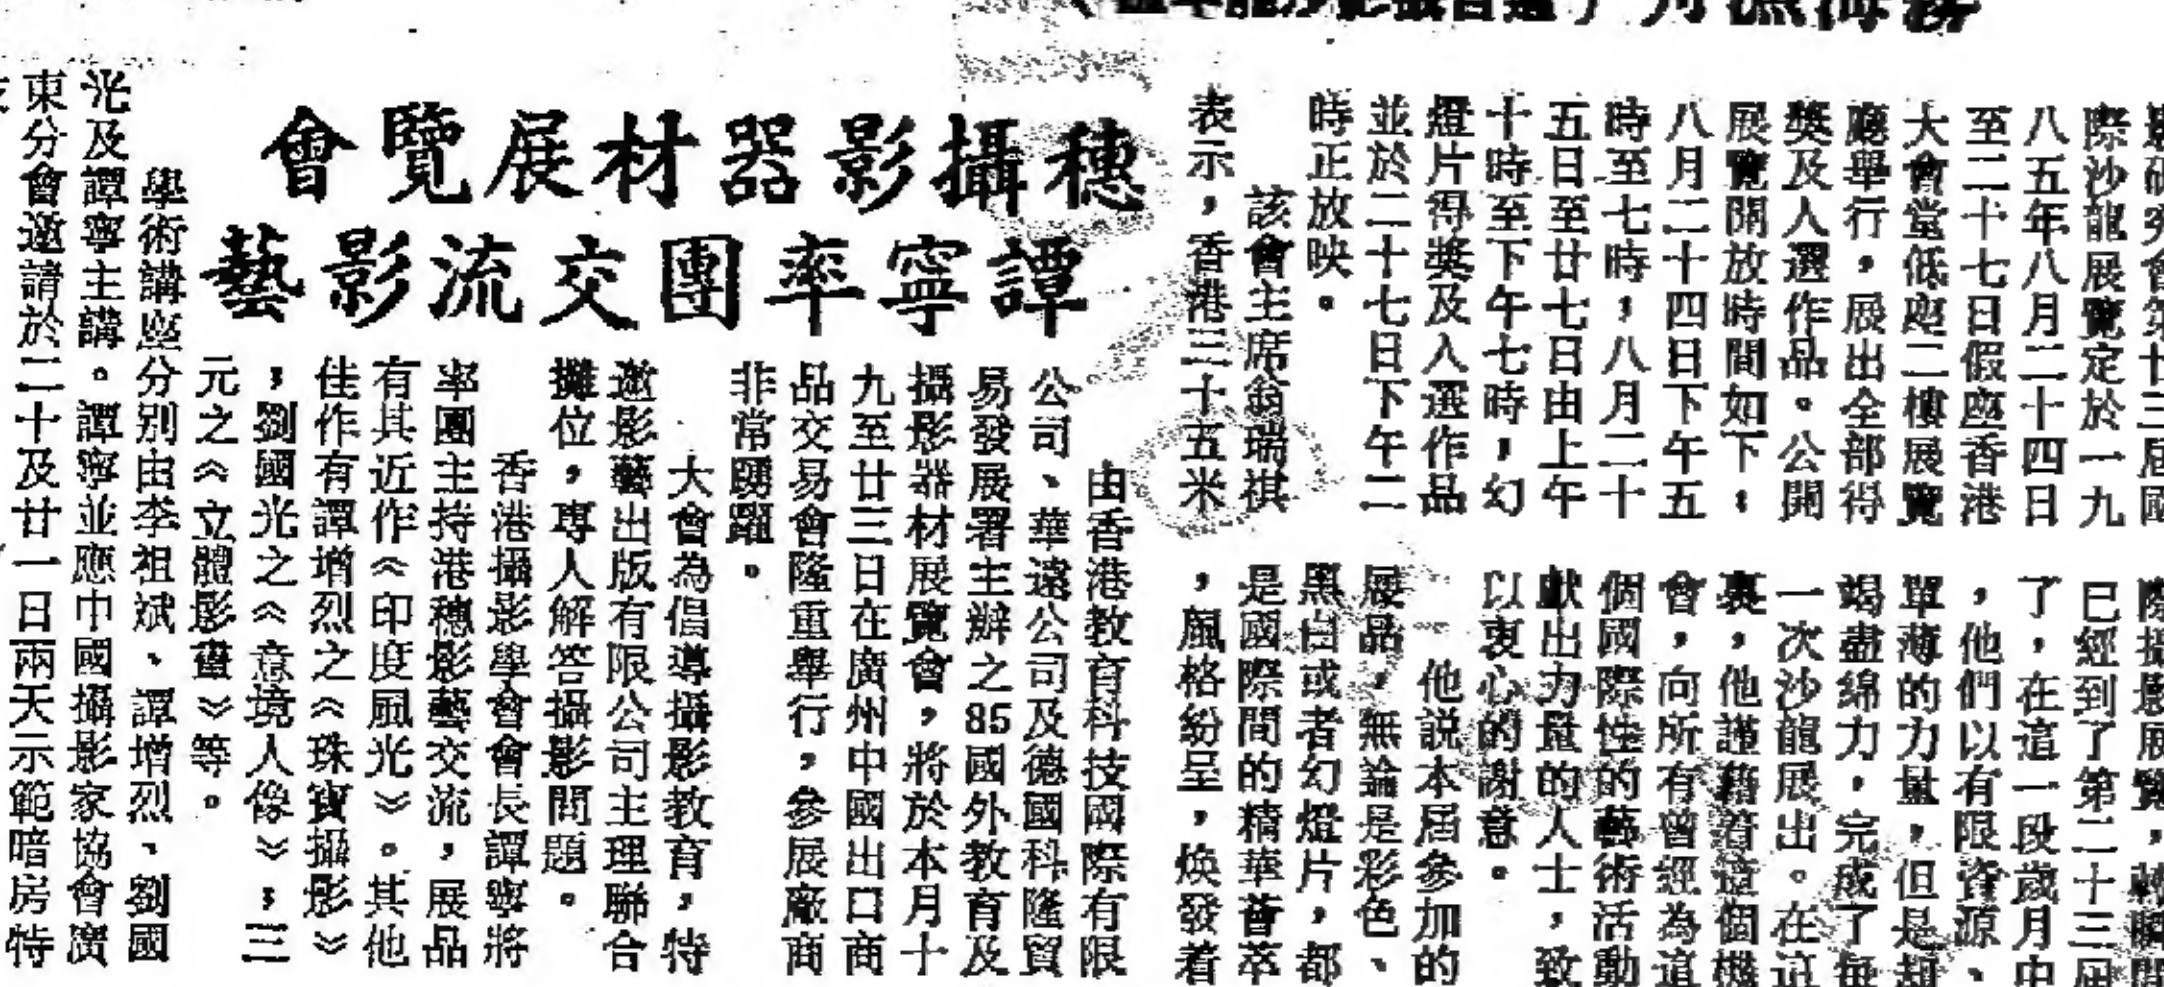 際沙龍展覽定於一九
八五年八月二十四日
至二十七日假座香港
大會堂低座二樓展覽
廳舉行，展出全部得
獎及入選作品。公開
展覽開放時間如下：
八月二十四日下午五
時至七時，八月二十
五日至廿七日由上午
十時至下午七時，幻
燈片得獎及入選作品
並於二十七日下午二
時正放映。
該會主席翁瑞祺
表示，香港三十五米
已經到了第二十三屆
了，在這一段歲月中
，他們以有限資源、
單薄的力量，但是
竭盡綿力，完成了每
一次沙龍展出。在這
裏，他謹藉着這個機
會，向所有曾經為這
個國際性的藝術活動
獻出力量的人士，致
以衷心的謝意。
他說本屆參加的
展品，無論是彩色、
黑白或者幻燈片，都
是國際間的精華薈萃
，風格紛呈，煥發着
穗攝影器材展覽會
譚寧率團交流影藝
由香港教育科技國際有限
公司、華遠公司及德國科隆貿
易發展署主辦之85國外教育及
攝影器材展覽會，將於本月十
九至廿三日在廣州中國出口商
品交易會隆重舉行，參展廠商
非常踴躍。
大會為倡導攝影教育，特
邀影藝出版有限公司主理聯合
攤位，專人解答攝影問題。
香港攝影學會會長譚寧將
率團主持港穗影藝交流，展品
有其近作《印度風光》。其他
佳作有譚增烈之《珠寶攝影》
，劉國光之《意境人像》，三
元之《立體影畫》等。
學術講座分別由李祖斌、譚增烈、劉國
光及譚寧主講。譚寧並應中國攝影家協會廣
東分會邀請於二十及廿一日兩天示範暗房特